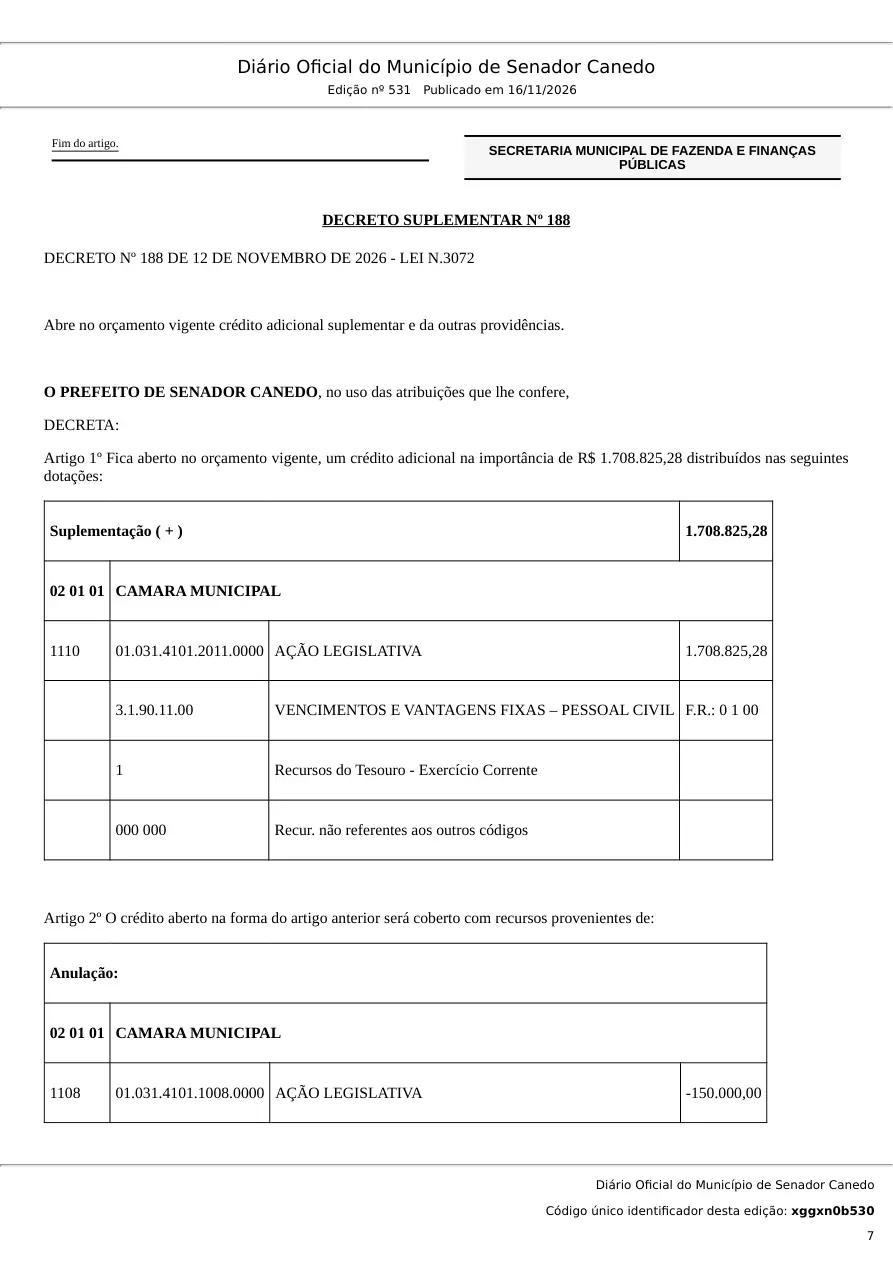 Diário Oficial do Município de Senador Canedo
Edição nº 531 Publicado em 16/11/2026
Fim do artigo.
SECRETARIA MUNICIPAL DE FAZENDA E FINANÇAS
PÚBLICAS
DECRETO SUPLEMENTAR Nº 188
DECRETO Nº 188 DE 12 DE NOVEMBRO DE 2026 - LEI N.3072
Abre no orçamento vigente crédito adicional suplementar e da outras providências.
O PREFEITO DE SENADOR CANEDO, no uso das atribuições que lhe confere,
DECRETA:
Artigo 1º Fica aberto no orçamento vigente, um crédito adicional na importância de R$ 1.708.825,28 distribuídos nas seguintes
dotações:
Suplementação ( + ) 1.708.825,28
02 01 01 CAMARA MUNICIPAL
1110 01.031.4101.2011.0000 AÇÃO LEGISLATIVA 1.708.825,28
3.1.90.11.00 VENCIMENTOS E VANTAGENS FIXAS – PESSOAL CIVIL F.R.: 0 1 00
1 Recursos do Tesouro - Exercício Corrente
000 000 Recur. não referentes aos outros códigos
Artigo 2º O crédito aberto na forma do artigo anterior será coberto com recursos provenientes de:
Anulação:
02 01 01 CAMARA MUNICIPAL
1108 01.031.4101.1008.0000 AÇÃO LEGISLATIVA -150.000,00
Diário Oficial do Município de Senador Canedo
Código único identificador desta edição: xggxn0b530
7